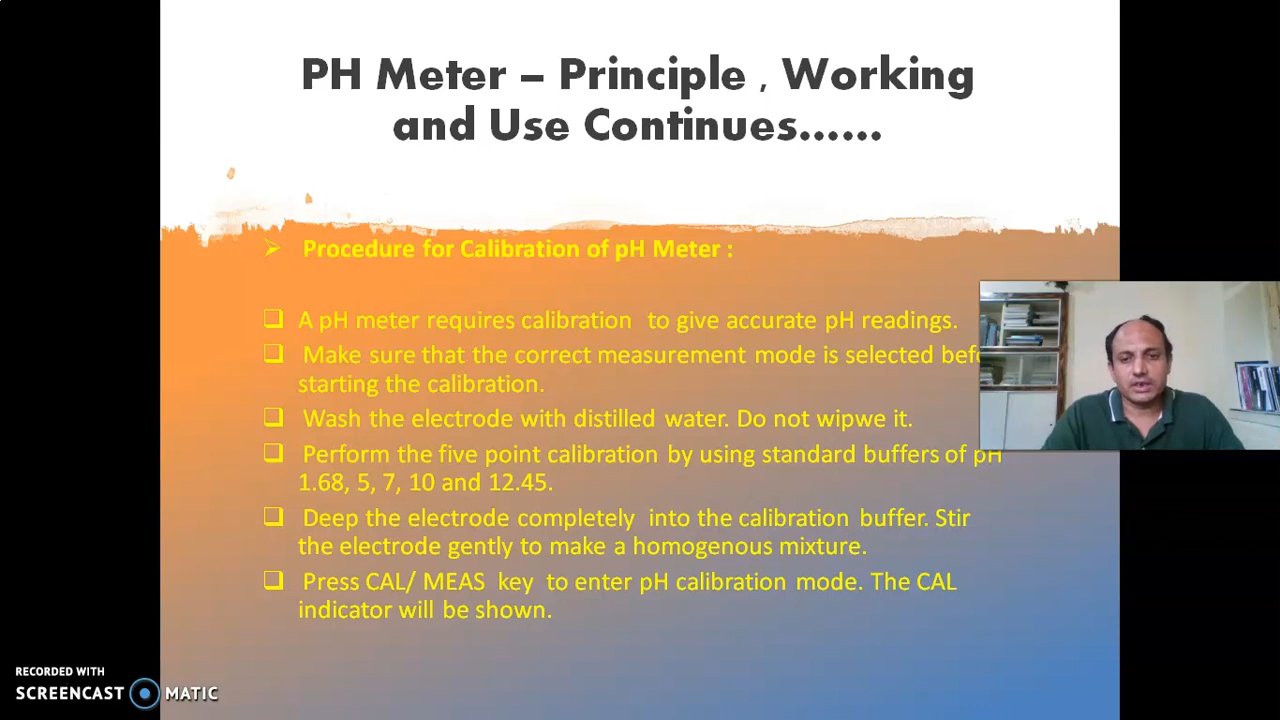 PH Meter – Principle , Working
and Use Continues......
Procedure for Calibration of pH Meter :
A pH meter requires calibration to give accurate pH readings.
Make sure that the correct measurement mode is selected
starting the calibration.
Wash the electrode with distilled water. Do not wipwe it.
Perform the five point calibration by using standard buffers of pH
1.68, 5, 7, 10 and 12.45.
Deep the electrode completely into the calibration buffer. Stir
the electrode gently to make a homogenous mixture.
Press CAL/ MEAS key to enter pH calibration mode. The CAL
indicator will be shown.
RECORDED WITH
SCREENCAST MATIC